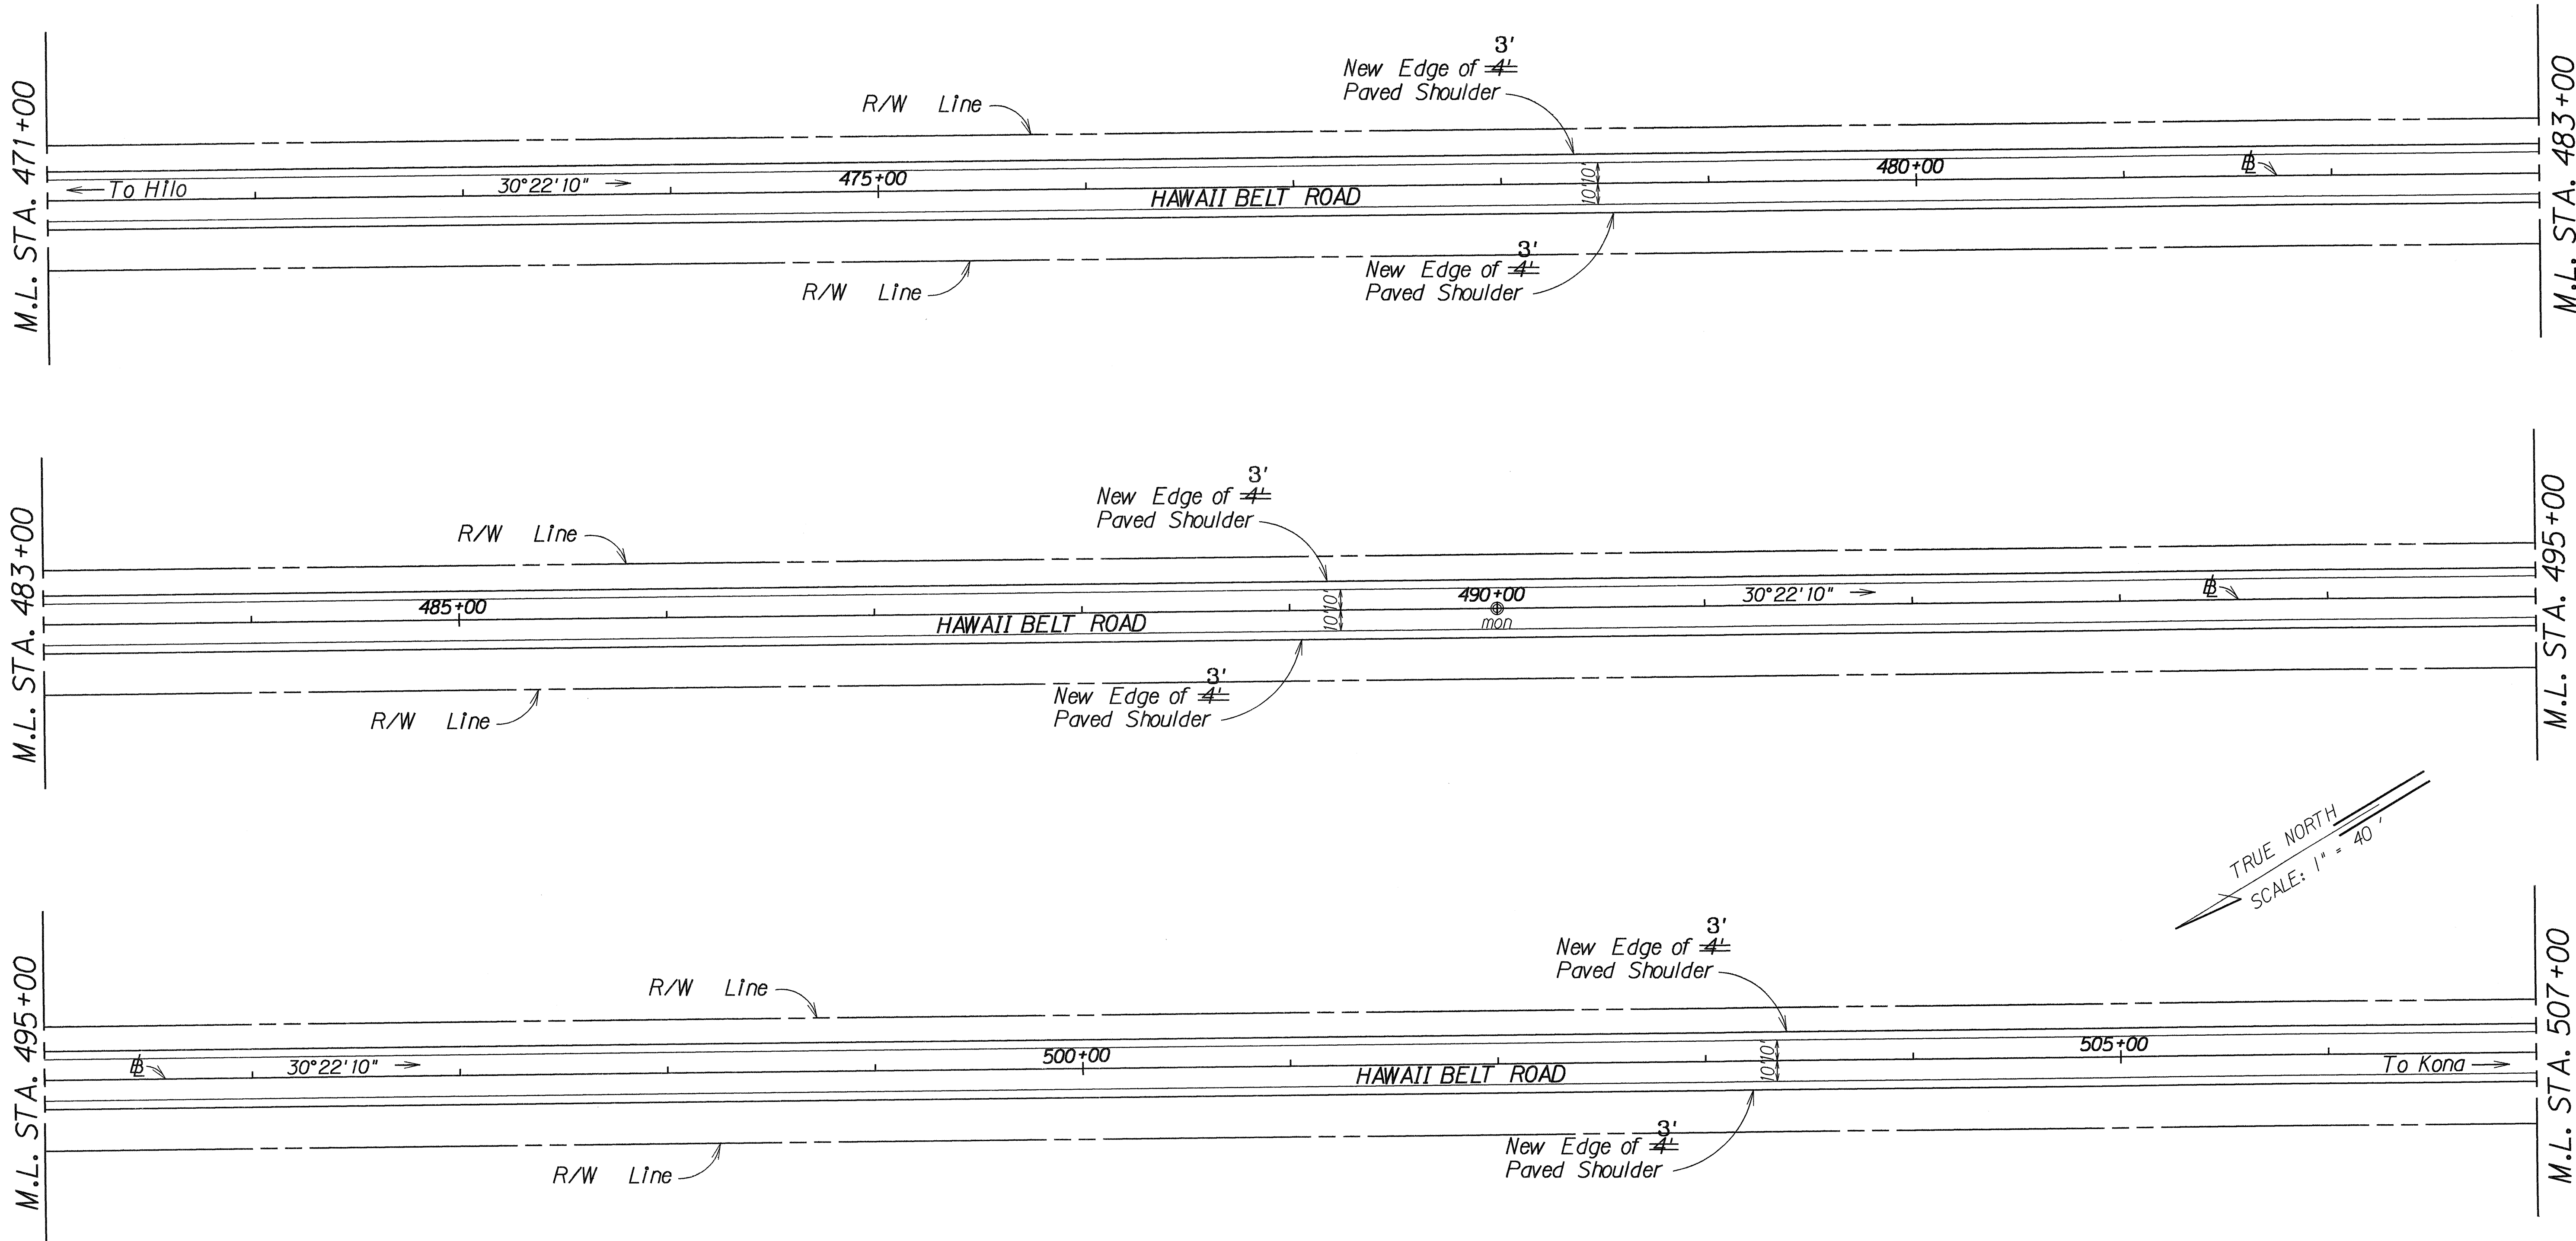 M.L. STA. 471+00
3'
New Edge of 4'
Paved Shoulder
R/W Line
To Hilo
30°22'10"
475+00
HAWAII BELT ROAD
10' 10'
480+00
BL
M.L. STA. 483+00
R/W Line
3'
New Edge of 4'
Paved Shoulder
M.L. STA. 483+00
3'
New Edge of 4'
Paved Shoulder
R/W Line
485+00
HAWAII BELT ROAD
10' 10'
490+00
mon
30°22'10"
BL
M.L. STA. 495+00
R/W Line
3'
New Edge of 4'
Paved Shoulder
TRUE NORTH
SCALE: 1" = 40'
M.L. STA. 495+00
3'
New Edge of 4'
Paved Shoulder
R/W Line
BL
30°22'10"
500+00
HAWAII BELT ROAD
10' 10'
505+00
To Kona
M.L. STA. 507+00
3'
New Edge of 4'
Paved Shoulder
R/W Line